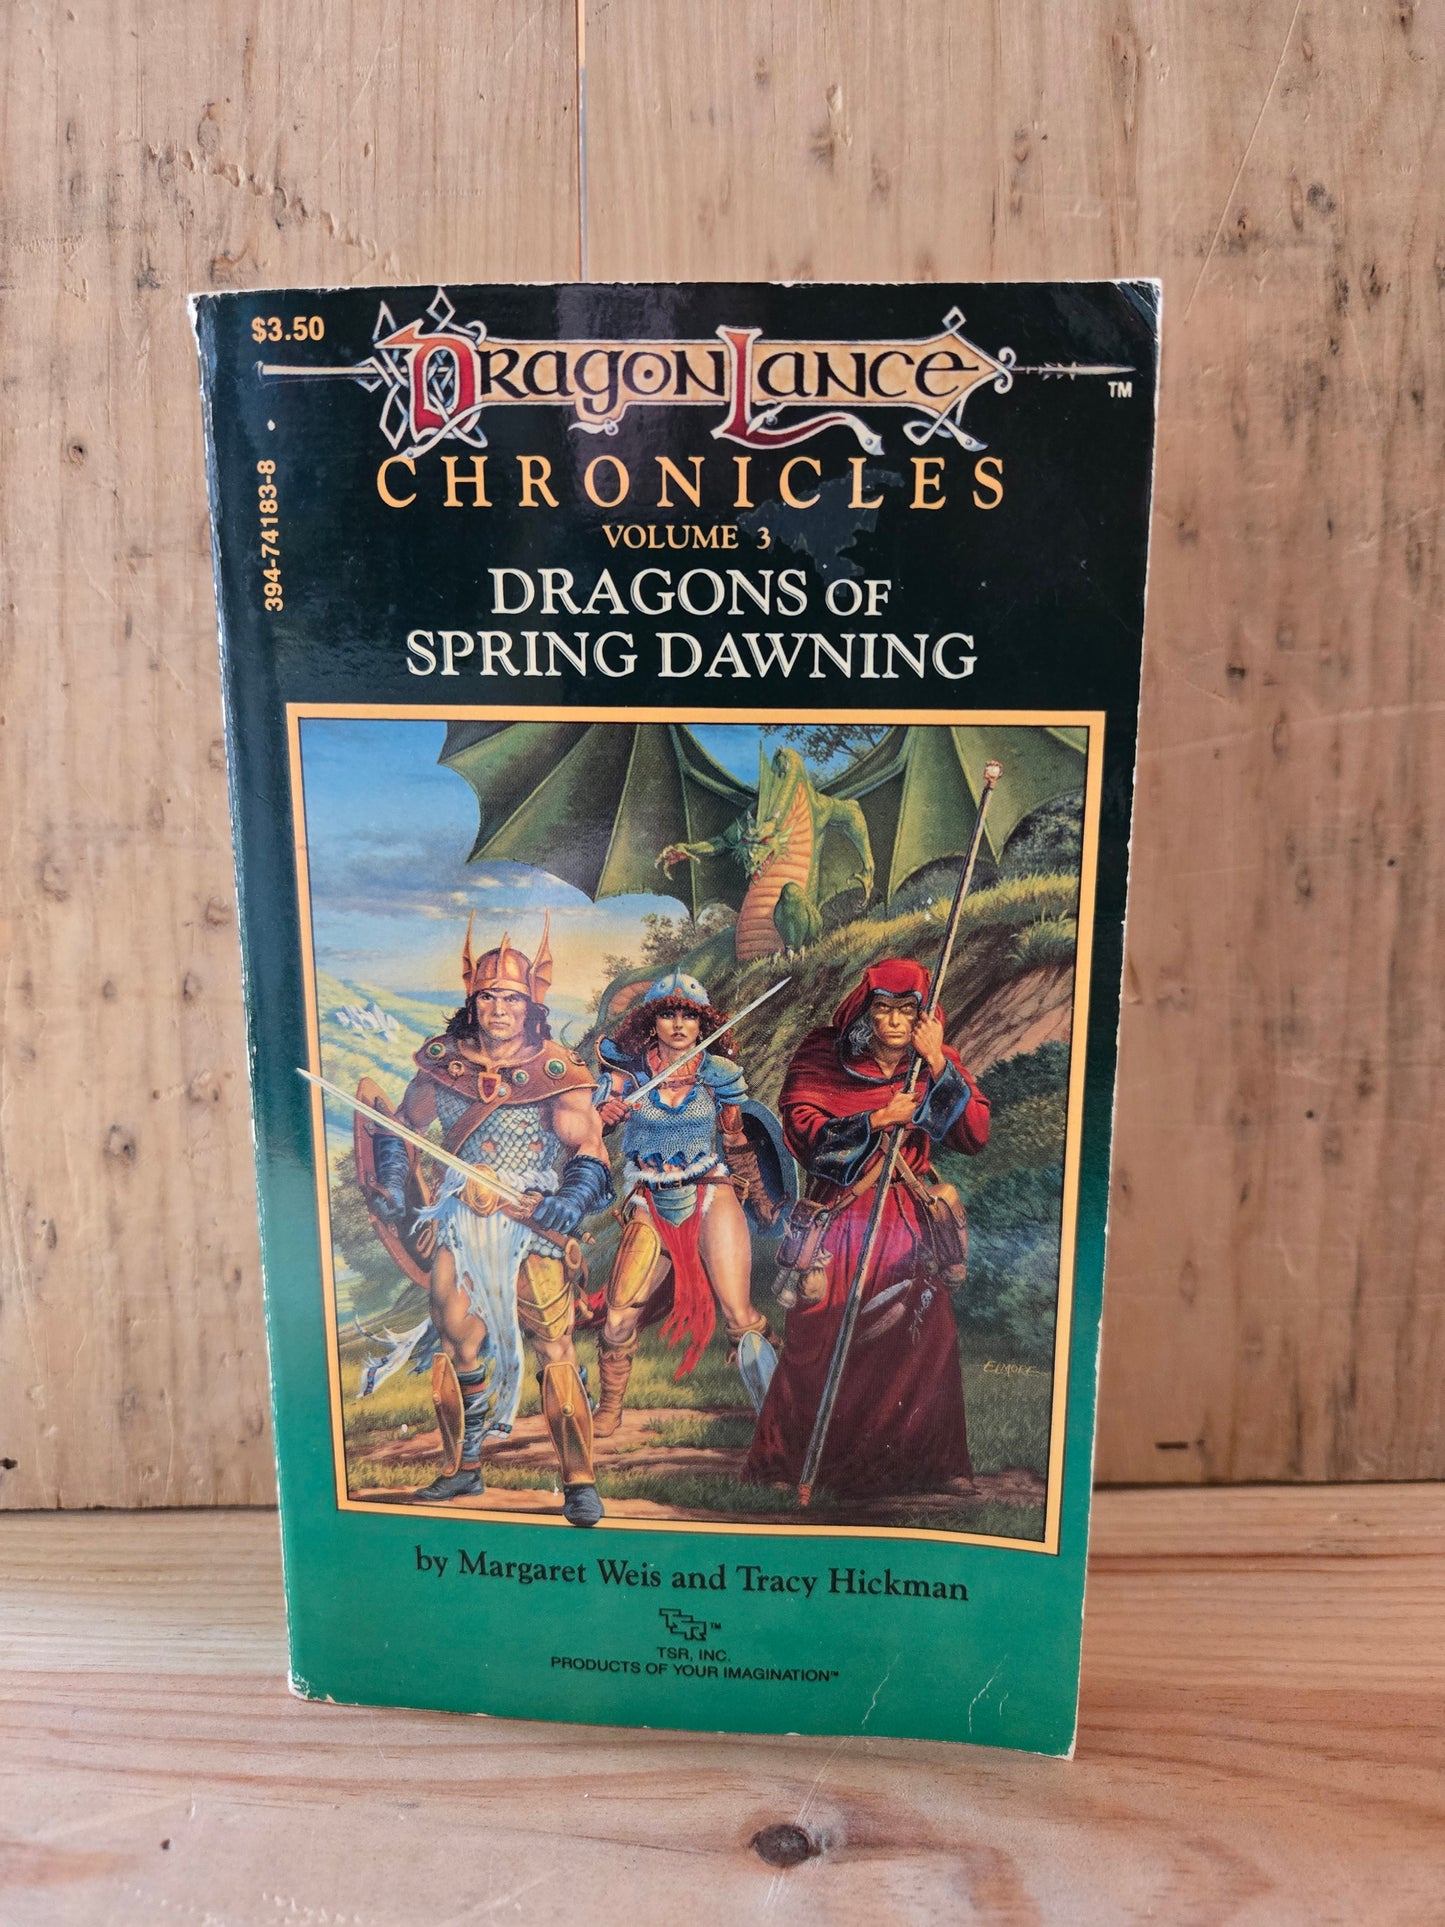 $3.50
DRAGONLANCE
TM
CHRONICLES
394-74183-8
VOLUME 3
DRAGONS OF
SPRING DAWNING
ELMORE
by Margaret Weis and Tracy Hickman
TSR™
TSR, INC.
PRODUCTS OF YOUR IMAGINATION™